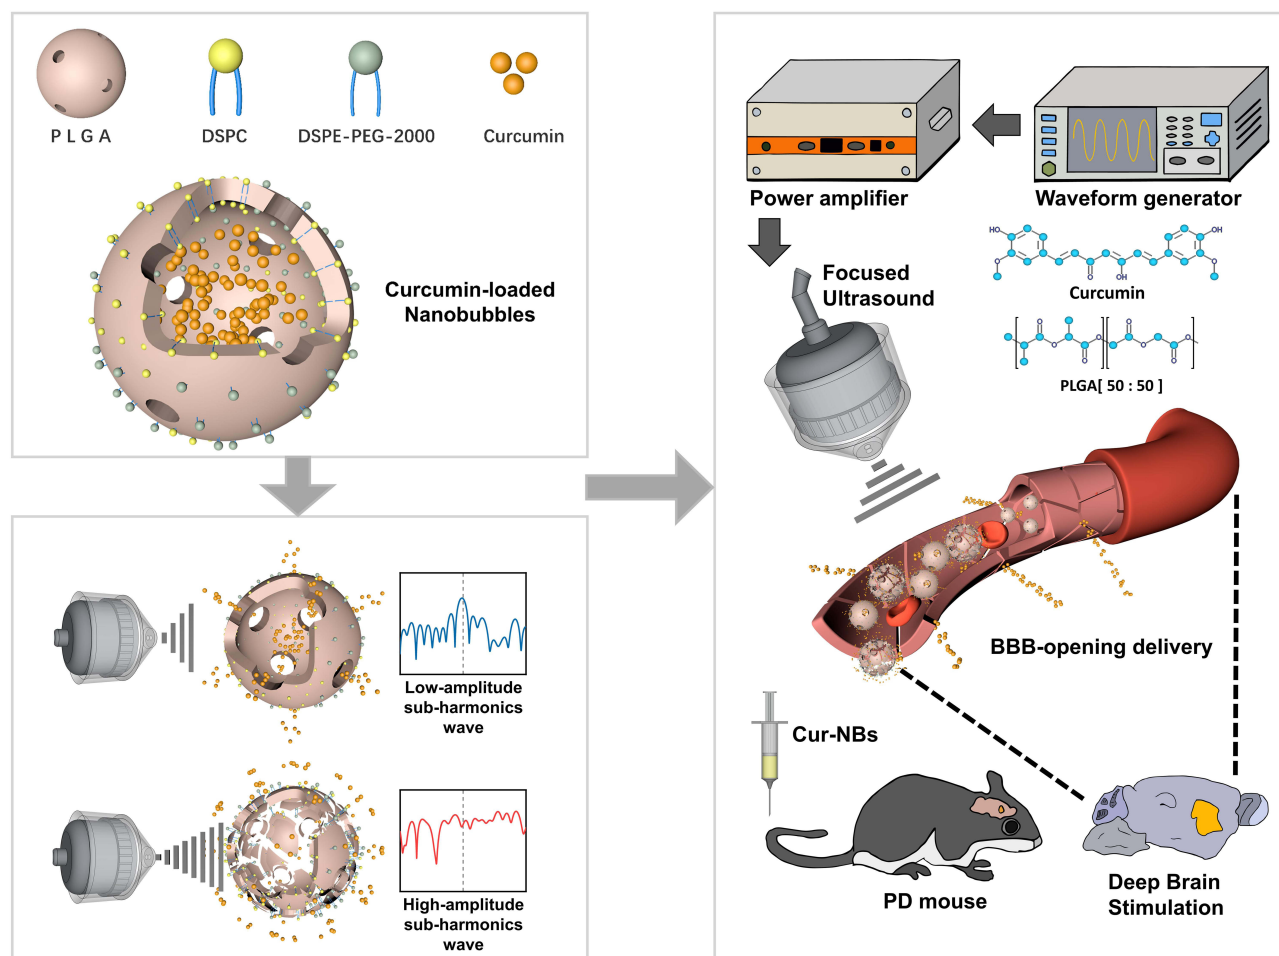 PLGA
DSPC
DSPE-PEG-2000
Curcumin
Curcumin-loaded
Nanobubbles
Low-amplitude
sub-harmonics
wave
High-amplitude
sub-harmonics
wave
Power amplifier
Waveform generator
Focused
Ultrasound
HO
OH
O
O
O
OH
Curcumin
O
O
O
O
O
O
O
O
PLGA[ 50 : 50 ]
BBB-opening delivery
Cur-NBs
PD mouse
Deep Brain
Stimulation